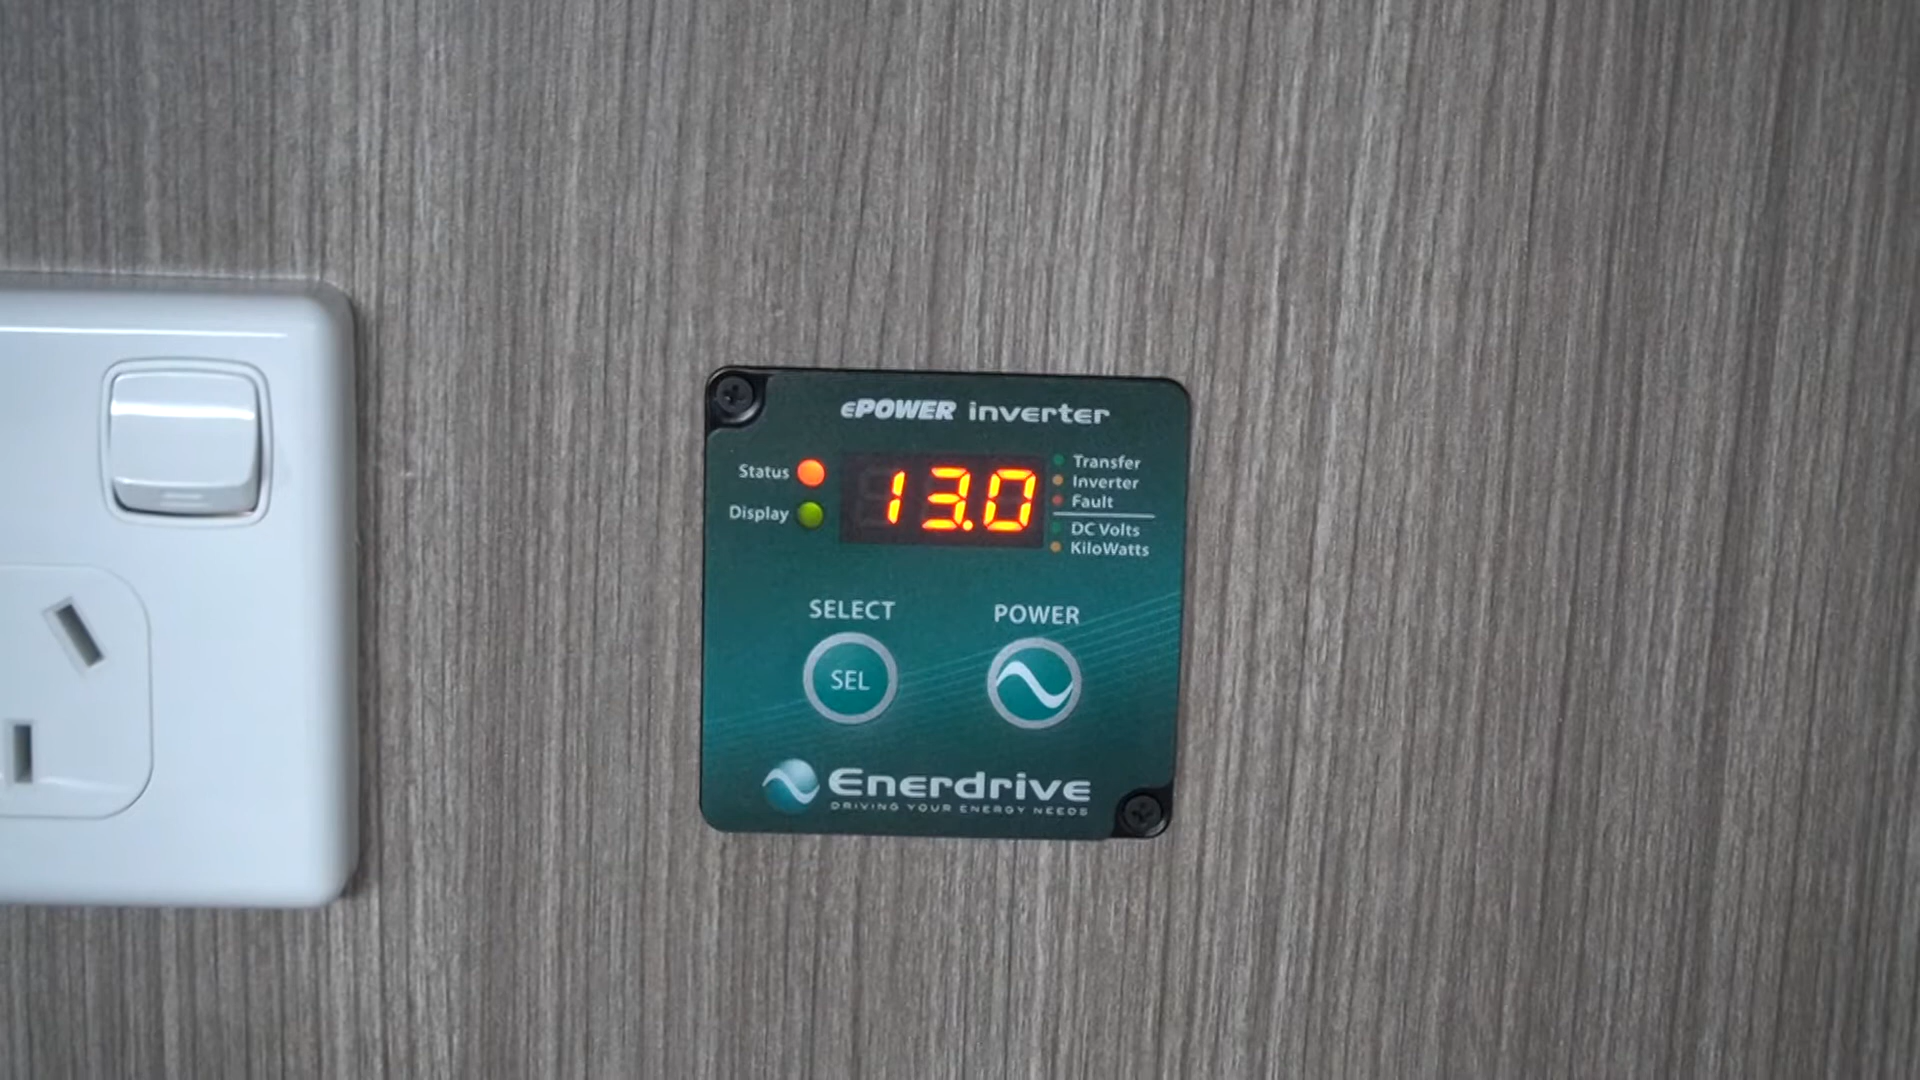 ePOWER inverter
Status
Display
13.0
Transfer
Inverter
Fault
DC Volts
KiloWatts
SELECT
POWER
SEL
Enerdrive
DRIVING YOUR ENERGY NEEDS